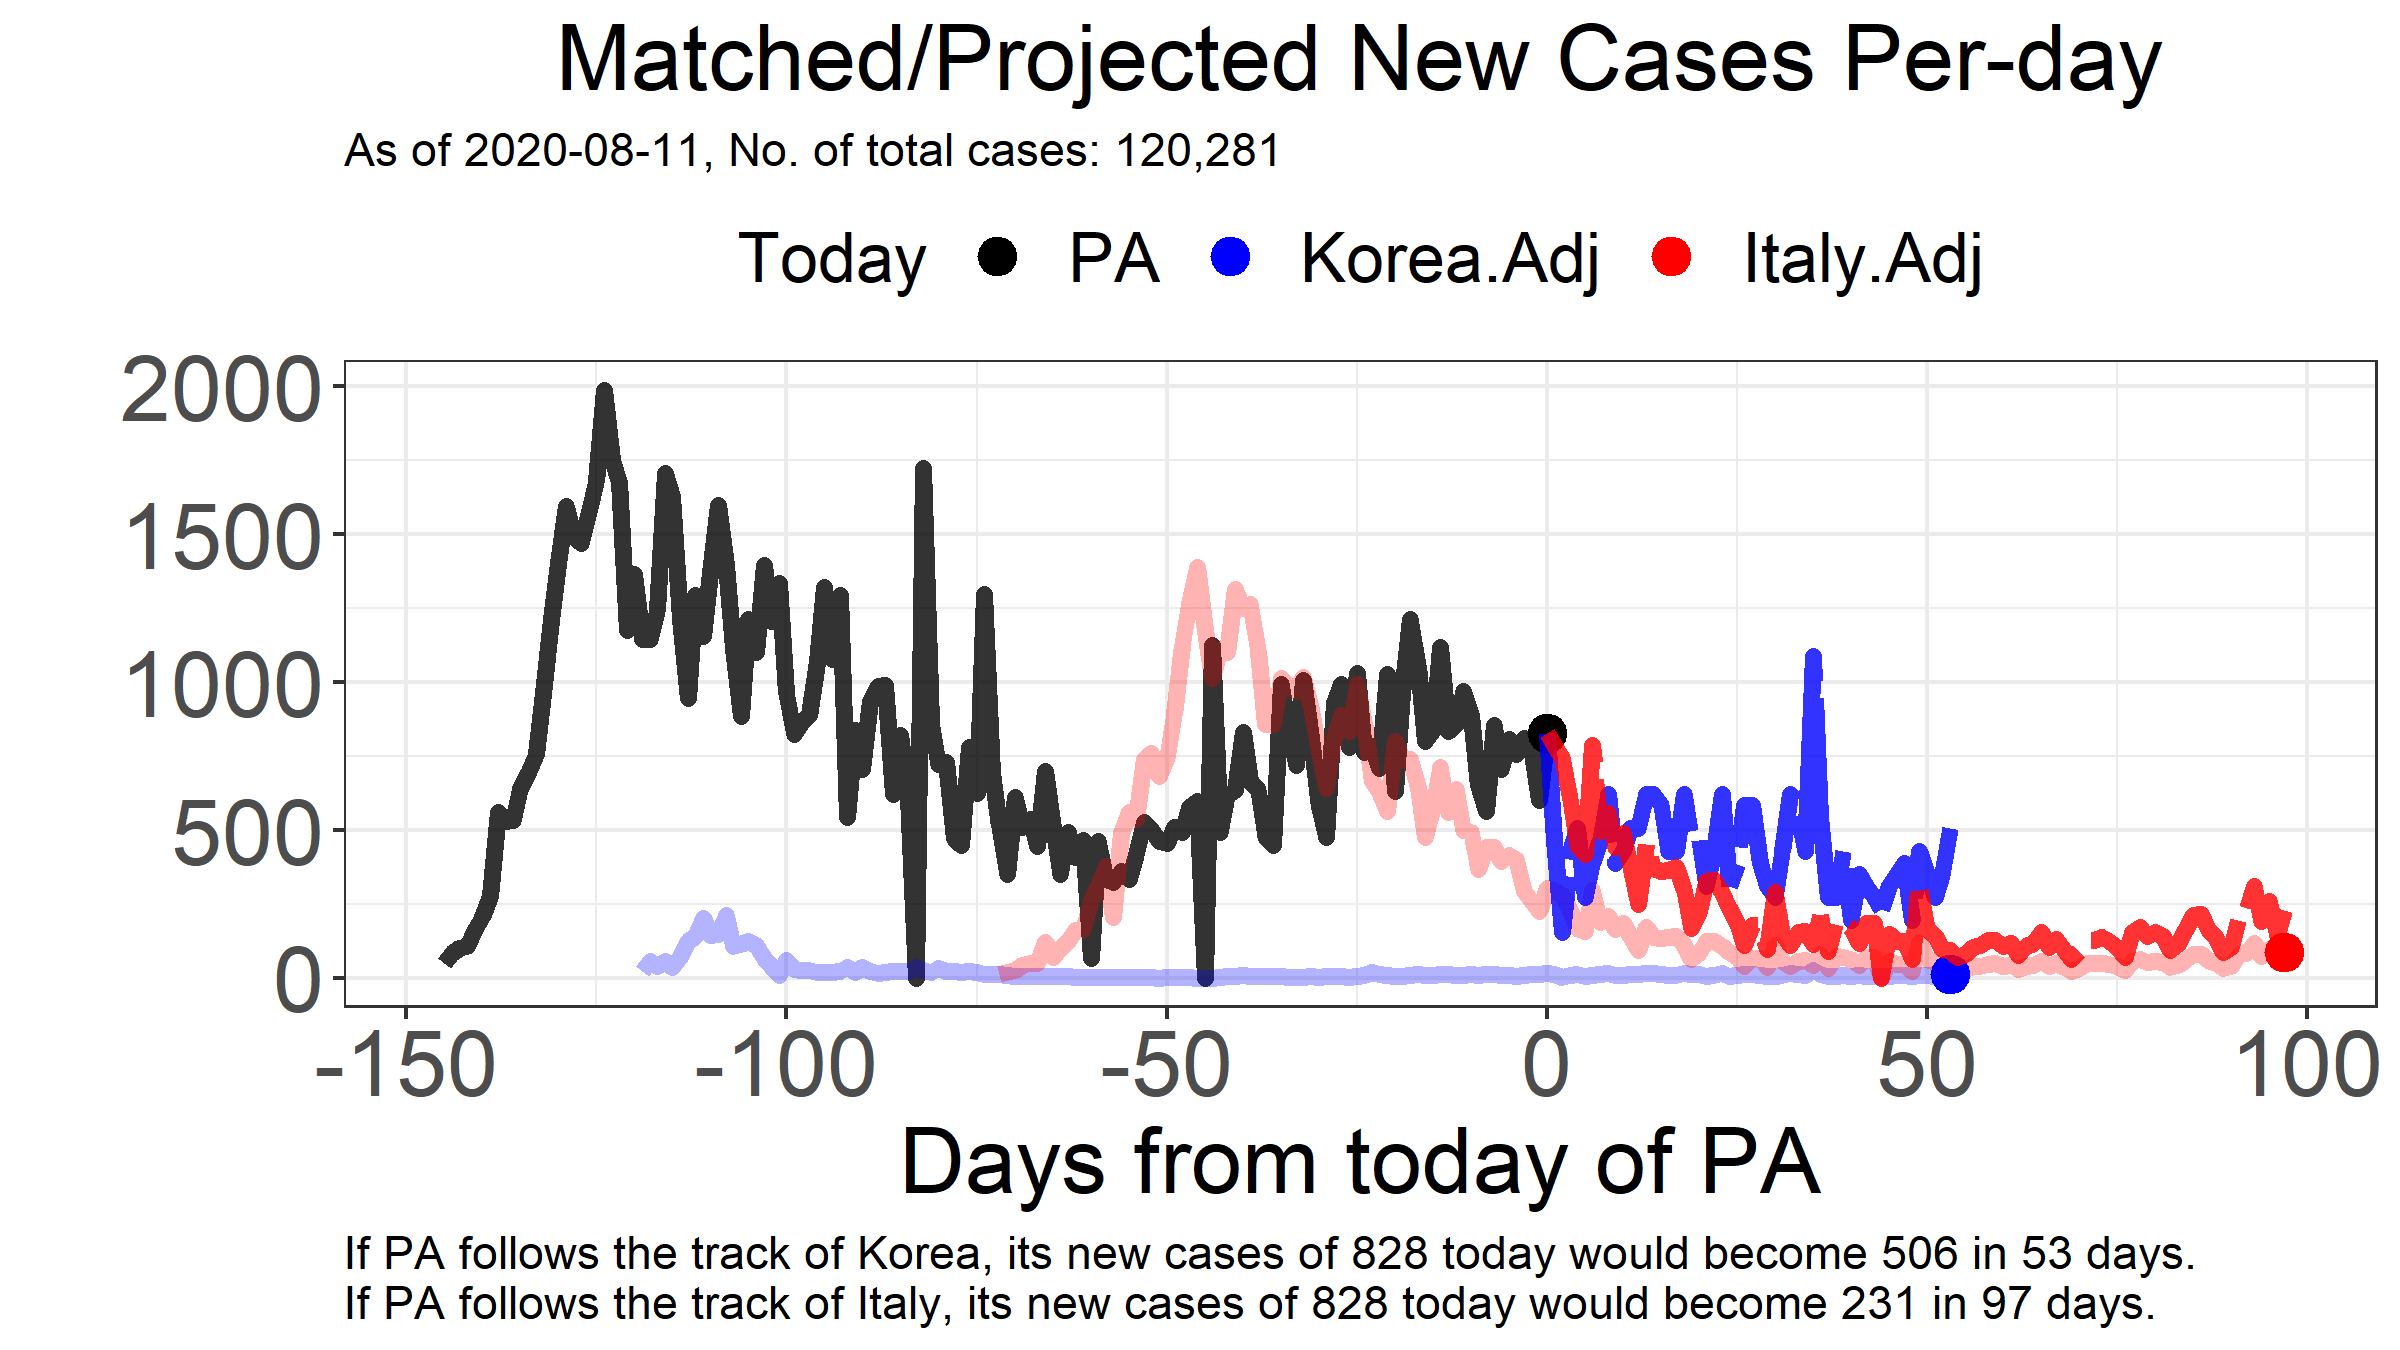 Matched/Projected New Cases Per-day
As of 2020-08-11, No. of total cases: 120,281
Today PA Korea.Adj Italy.Adj
2000
1500
1000
500
0
-150 -100 -50 0 50 100
Days from today of PA
If PA follows the track of Korea, its new cases of 828 today would become 506 in 53 days.
If PA follows the track of Italy, its new cases of 828 today would become 231 in 97 days.